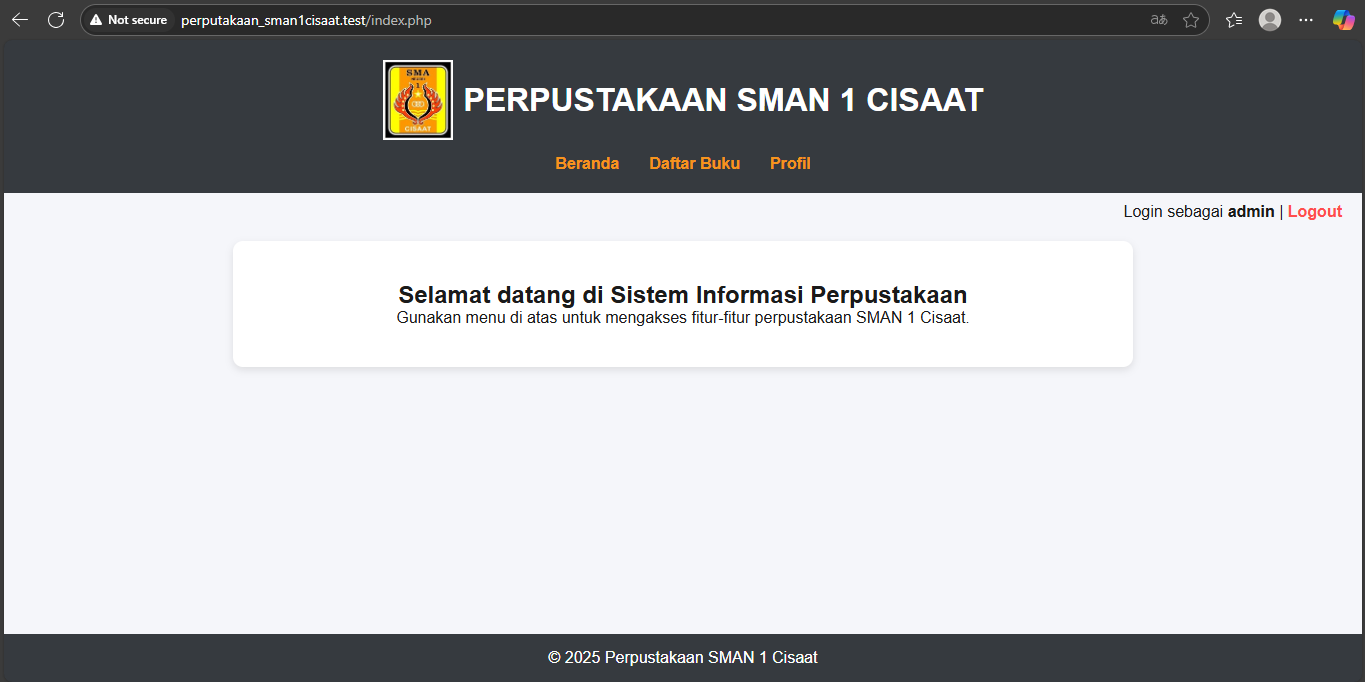 Not secure perputakaan_sman1cisaat.test/index.php
SMA
1
CISAAT
PERPUSTAKAAN SMAN 1 CISAAT
Beranda Daftar Buku Profil
Login sebagai admin | Logout
Selamat datang di Sistem Informasi Perpustakaan
Gunakan menu di atas untuk mengakses fitur-fitur perpustakaan SMAN 1 Cisaat.
© 2025 Perpustakaan SMAN 1 Cisaat